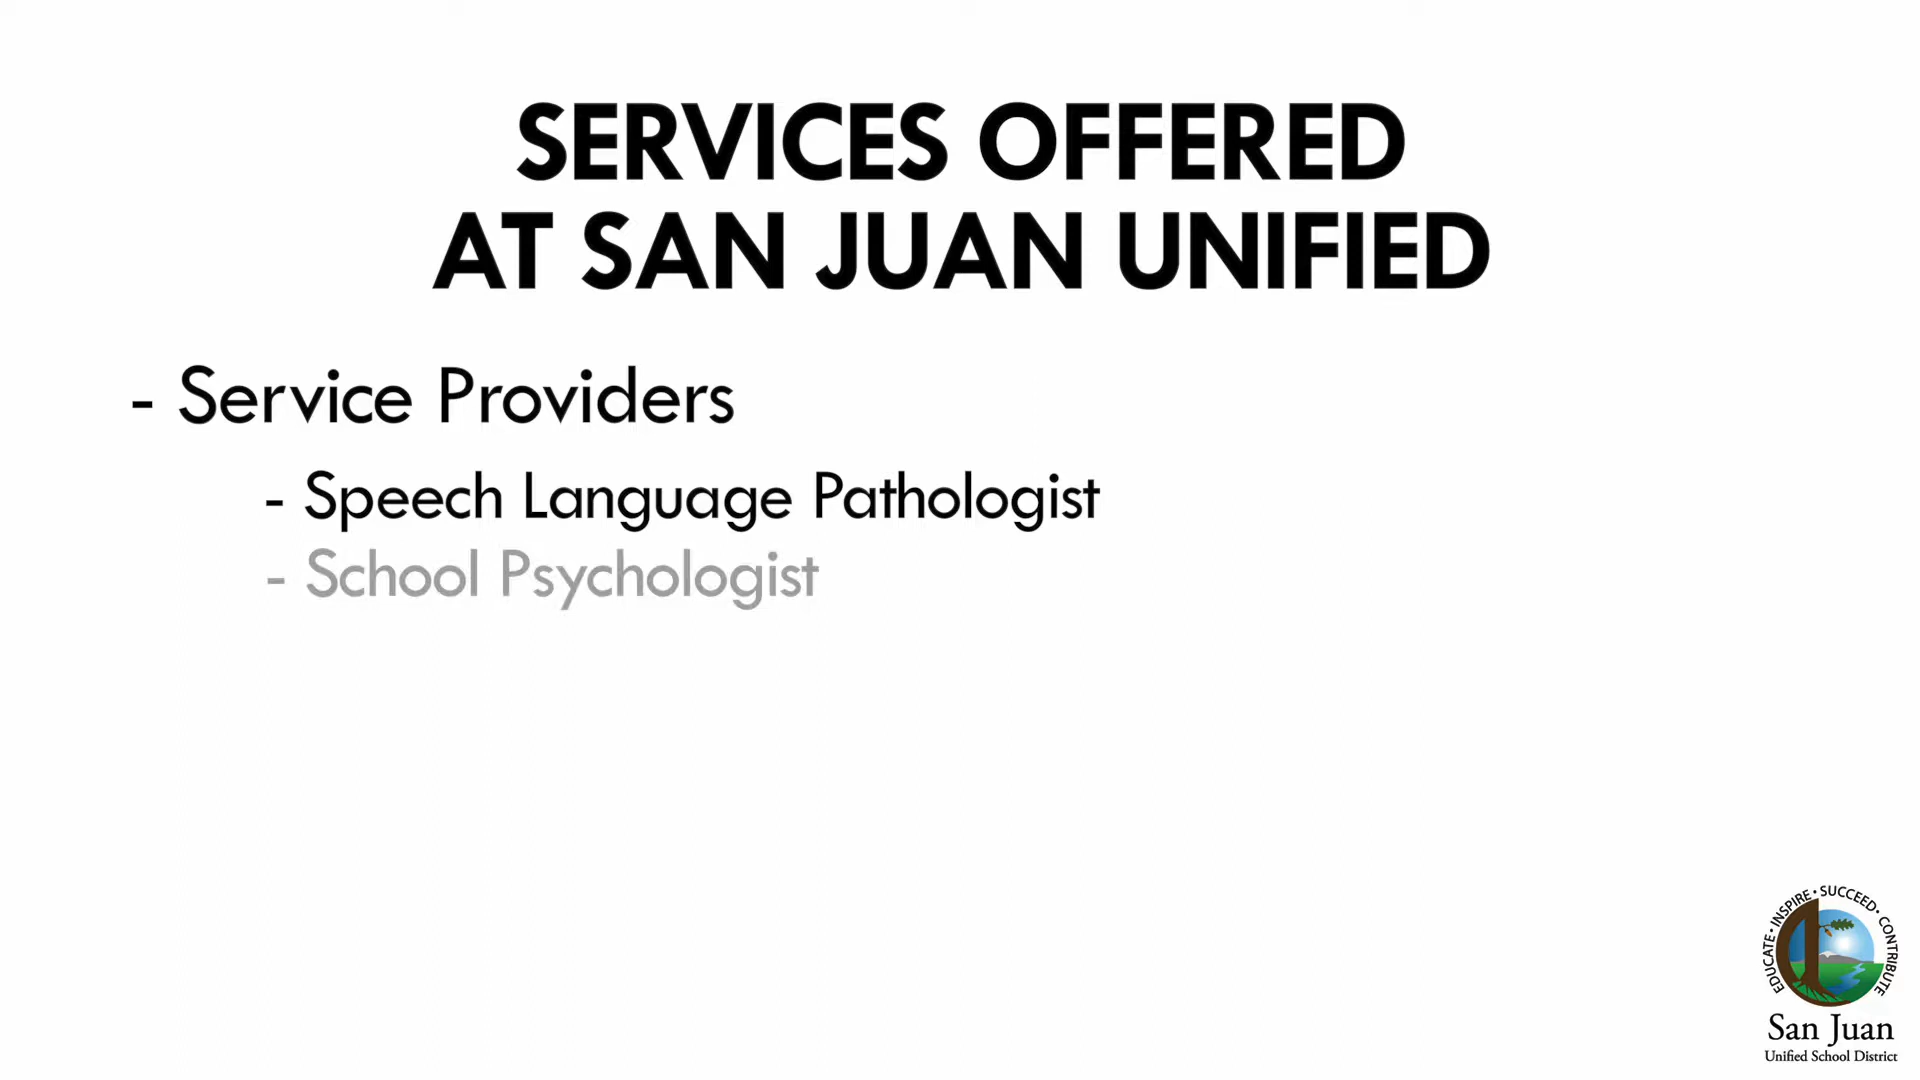 SERVICES OFFERED
AT SAN JUAN UNIFIED
- Service Providers
- Speech Language Pathologist
- School Psychologist
EDUCATE • INSPIRE • SUCCEED • CONTRIBUTE
San Juan
Unified School District